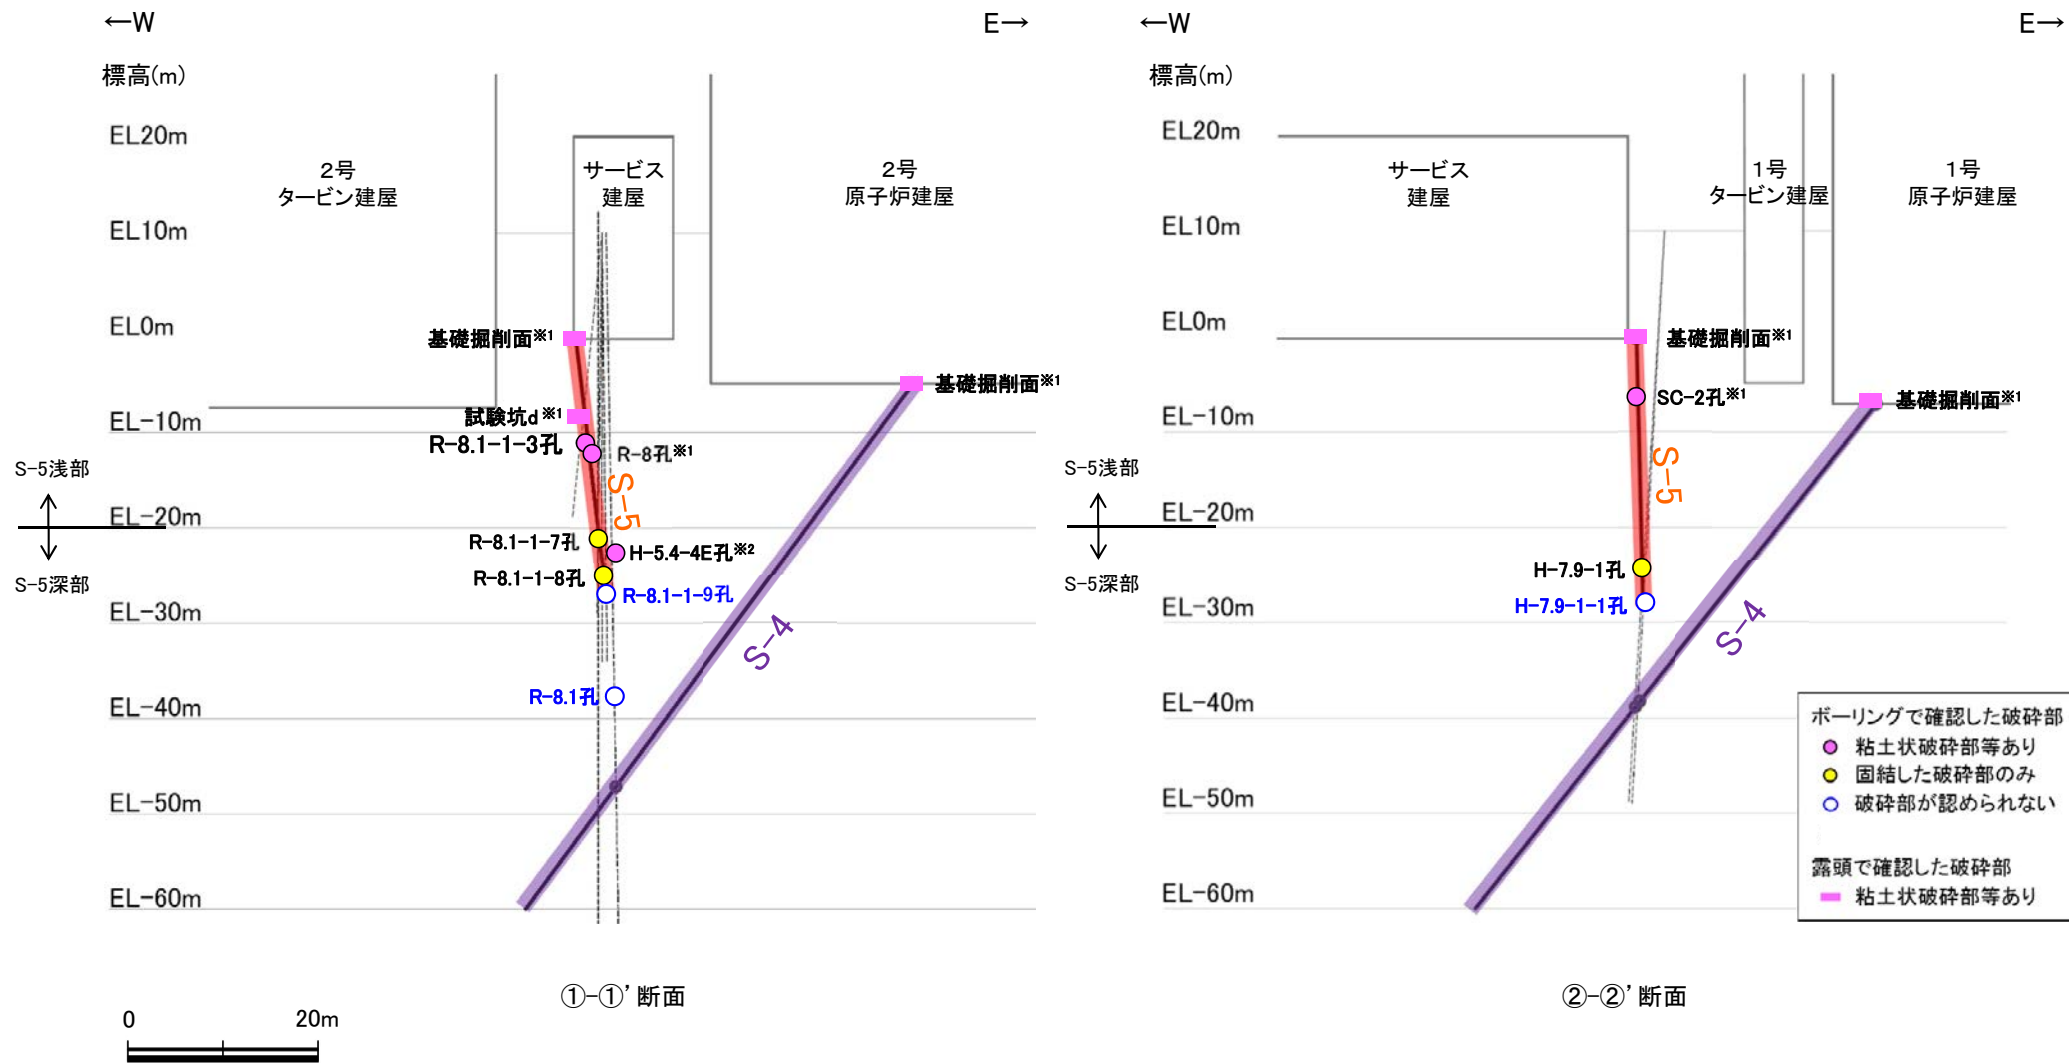 ←W
E→
標高(m)
EL20m
2号
タービン建屋
サービス
建屋
2号
原子炉建屋
EL10m
EL0m
基礎掘削面※1
基礎掘削面※1
試験坑d※1
EL-10m
R-8.1-1-3孔
R-8孔※1
S-5浅部
S-5
EL-20m
R-8.1-1-7孔
H-5.4-4E孔※2
R-8.1-1-8孔
S-5深部
R-8.1-1-9孔
EL-30m
S-4
R-8.1孔
EL-40m
EL-50m
EL-60m
①-①’断面
0
20m
←W
E→
標高(m)
EL20m
サービス
建屋
1号
タービン建屋
1号
原子炉建屋
EL10m
EL0m
基礎掘削面※1
SC-2孔※1
基礎掘削面※1
EL-10m
S-5浅部
S-5
EL-20m
H-7.9-1孔
S-5深部
H-7.9-1-1孔
EL-30m
S-4
EL-40m
EL-50m
EL-60m
ボーリングで確認した破砕部
粘土状破砕部等あり
固結した破砕部のみ
破砕部が認められない
露頭で確認した破砕部
粘土状破砕部等あり
②-②’断面